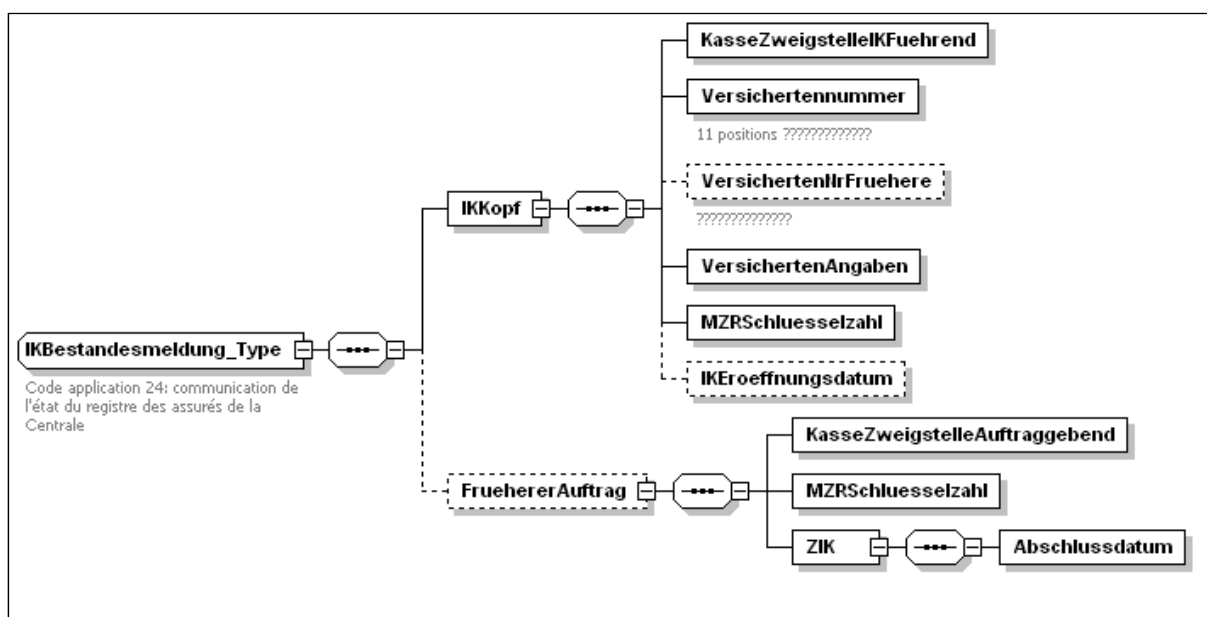 KasseZweigstelleIKFuehrend
Versichertennummer
11 positions ?????????????
VersichertenNrFruehere
??????????????
IKKopf
VersichertenAngaben
MZRSchluesselzahl
IKEroeffnungsdatum
IKBestandesmeldung_Type
Code application 24: communication de
l'état du registre des assurés de la
Centrale
KasseZweigstelleAuftraggebend
FruehererAuftrag
MZRSchluesselzahl
ZIK
Abschlussdatum